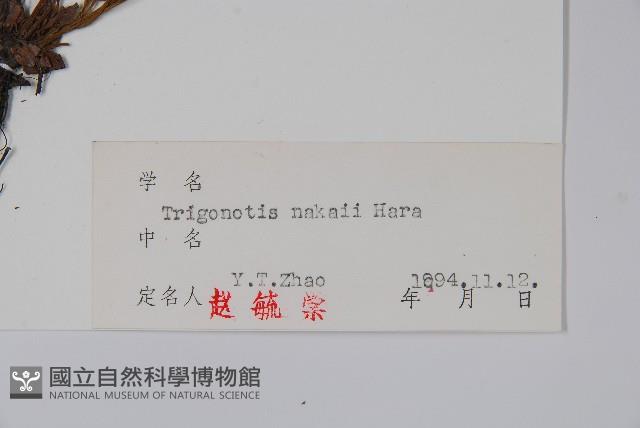 学 名
Trigonotis nakaii Hara
中 名
Y.T.Zhao 1994.11.12.
定名人 赵毓棠 年 月 日
國立自然科學博物館
NATIONAL MUSEUM OF NATURAL SCIENCE